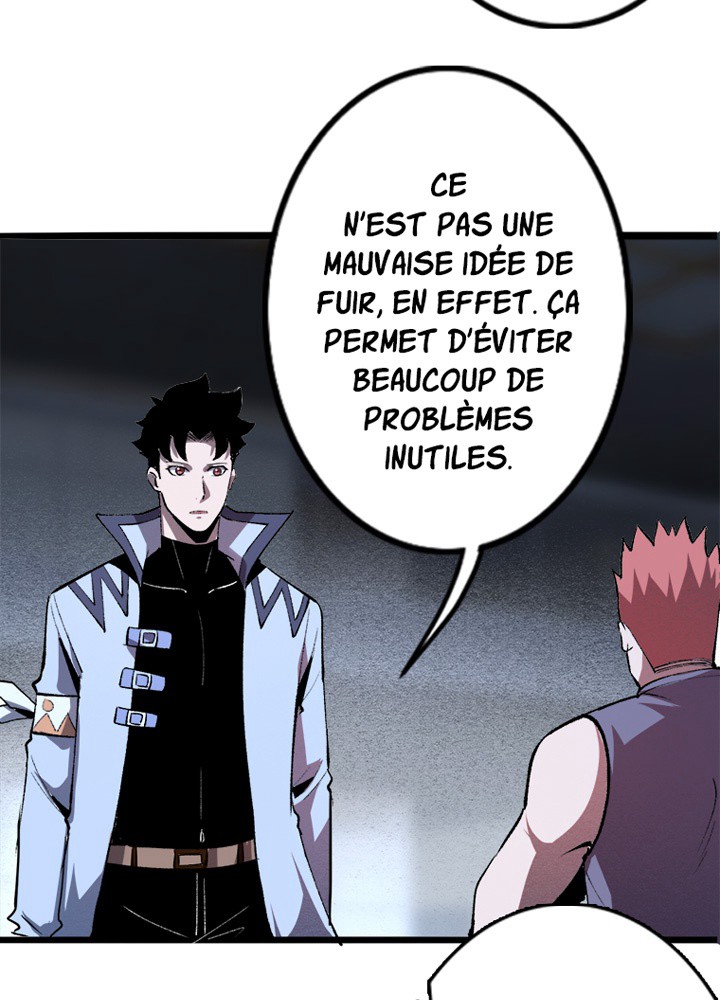 CE
N'EST PAS UNE
MAUVAISE IDÉE DE
FUIR, EN EFFET. ÇA
PERMET D'ÉVITER
BEAUCOUP DE
PROBLÈMES
INUTILES.